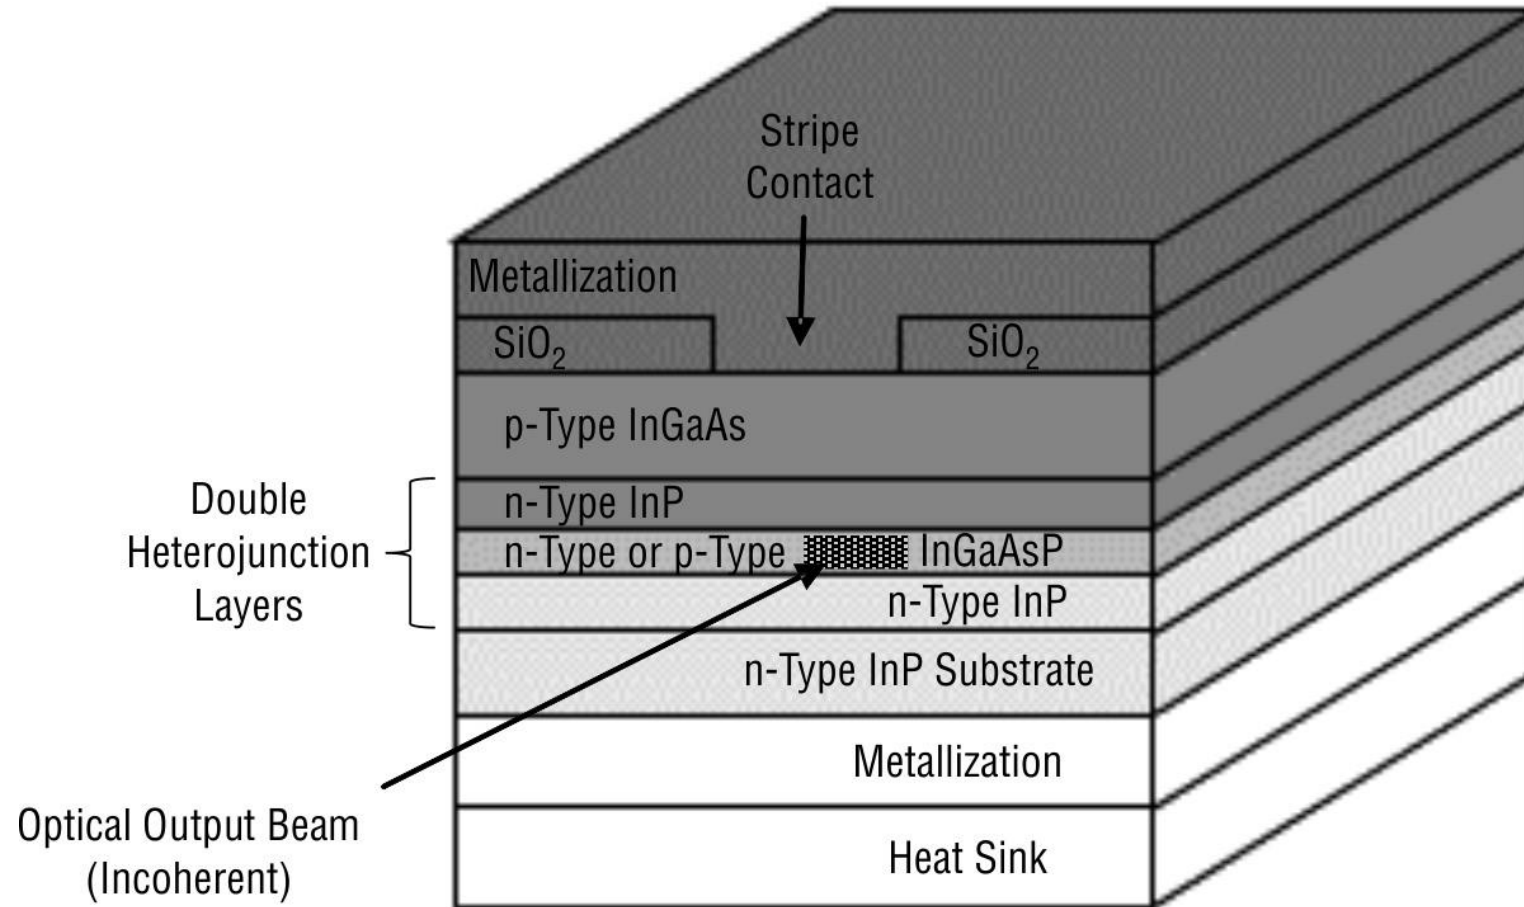 Stripe
Contact
Metallization
SiO₂
SiO₂
p-Type InGaAs
Double
Heterojunction
Layers
n-Type InP
n-Type or p-Type InGaAsP
n-Type InP
n-Type InP Substrate
Metallization
Optical Output Beam
(Incoherent)
Heat Sink